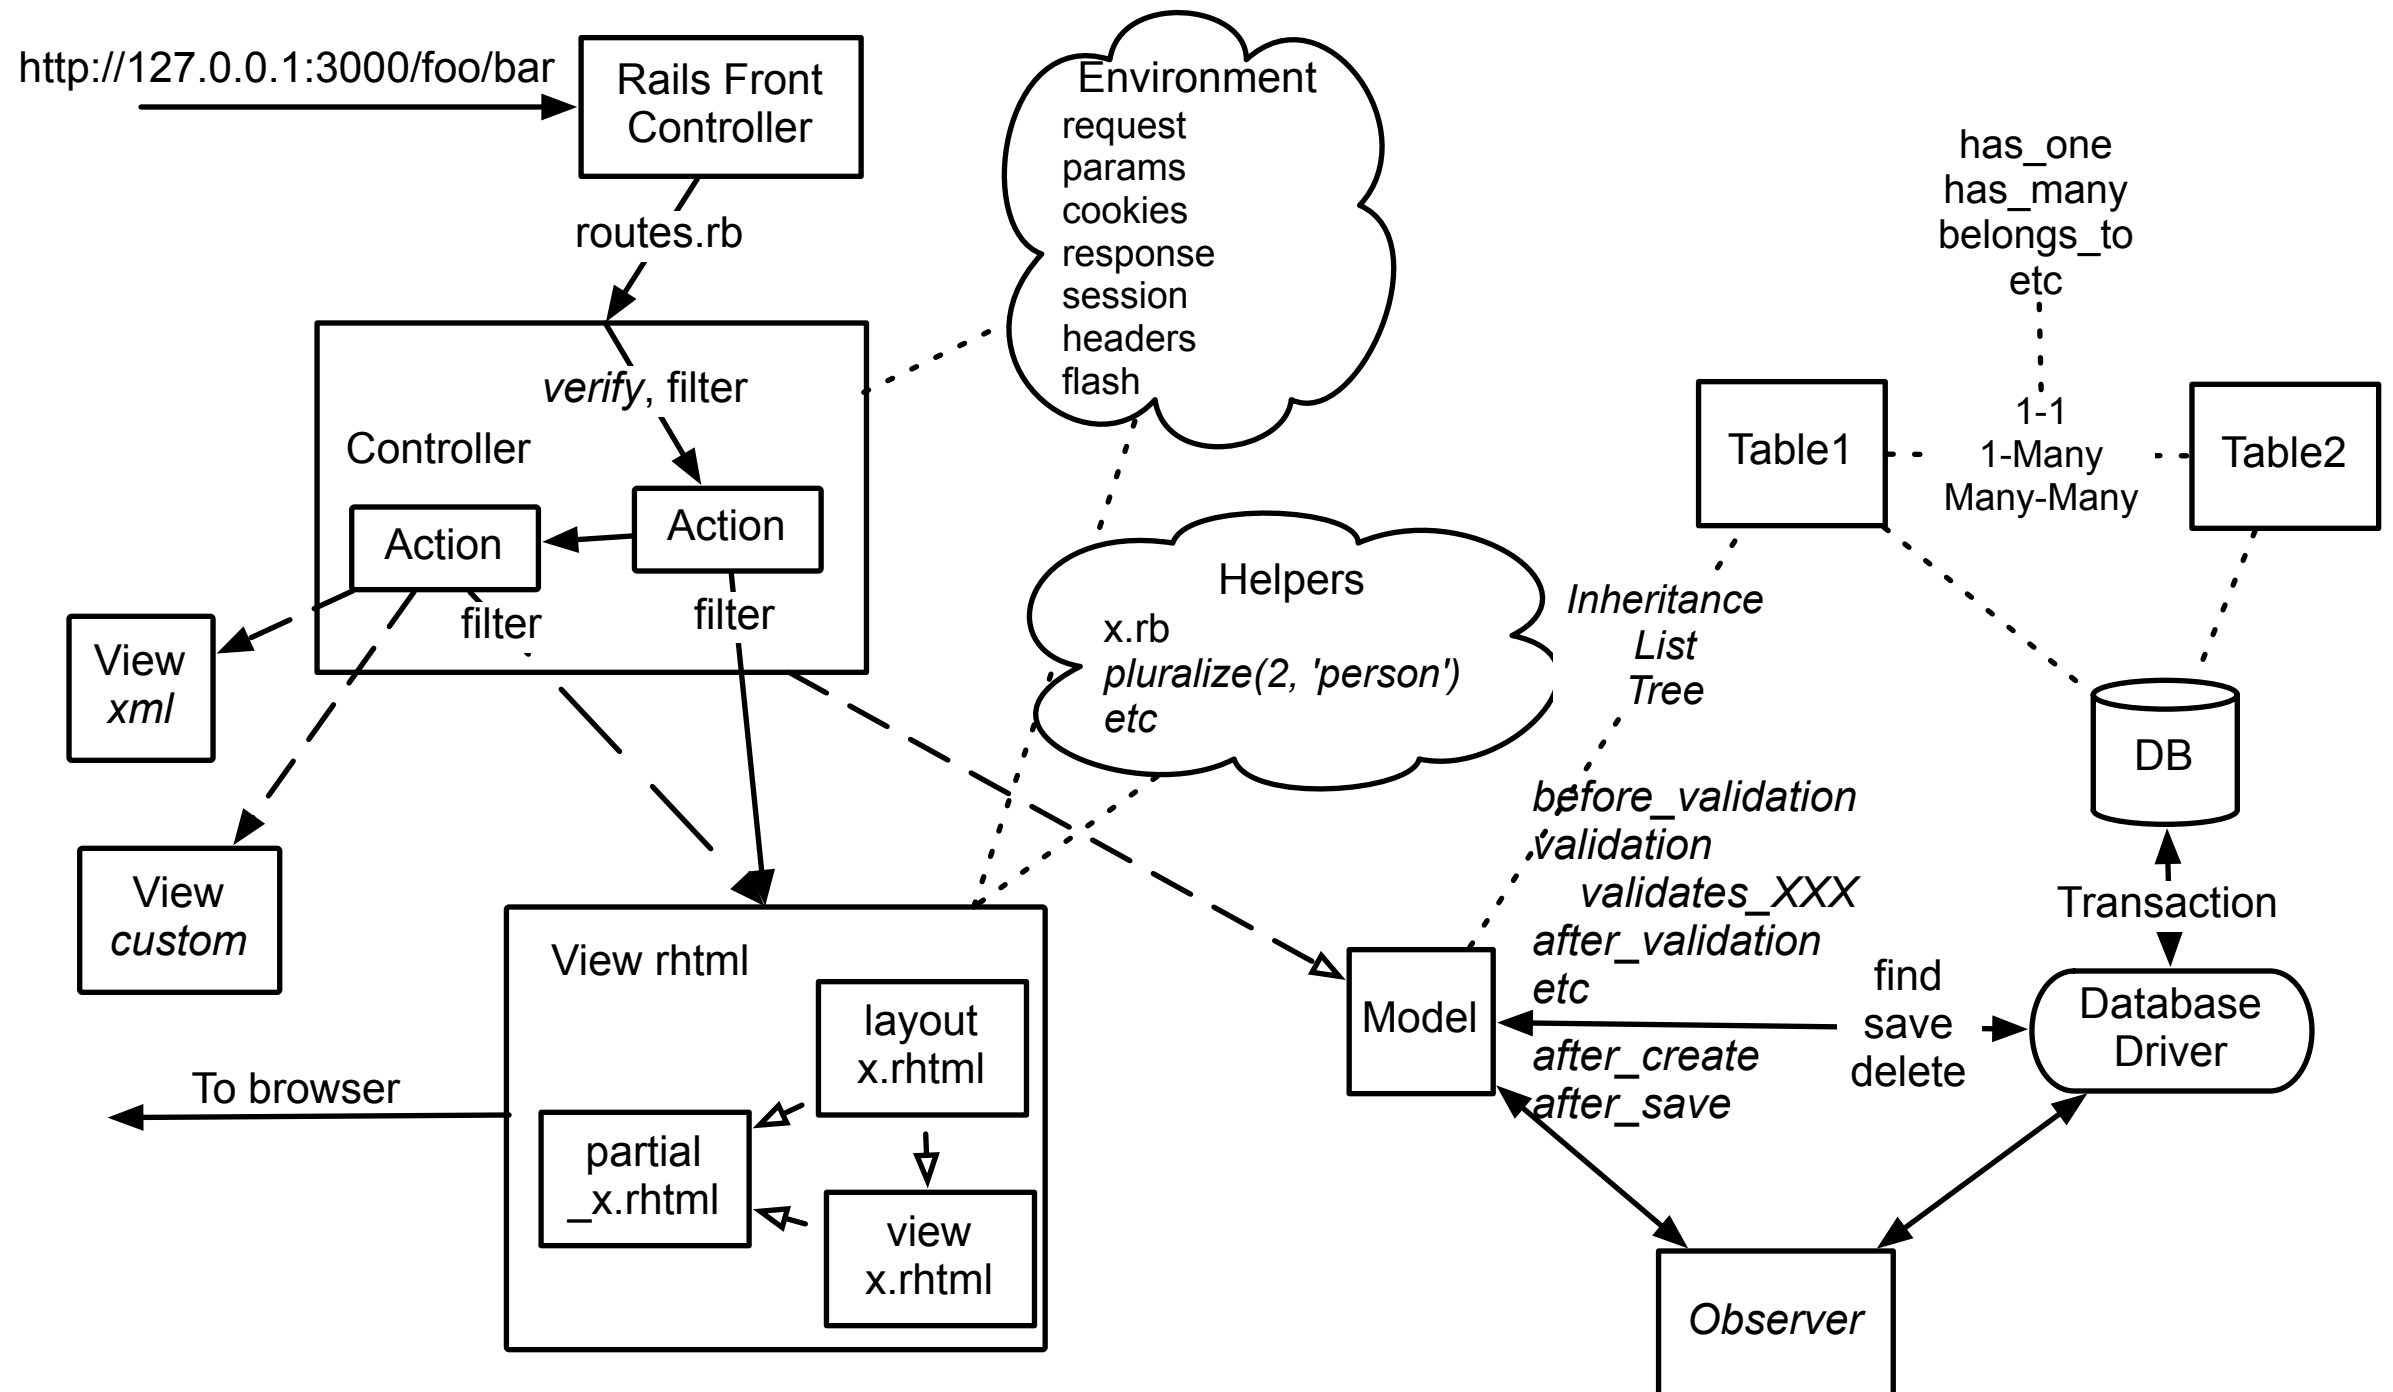 http://127.0.0.1:3000/foo/bar
Rails Front
Controller
routes.rb
verify, filter
Controller
Action
Action
filter
filter
View
xml
View
custom
Environment
request
params
cookies
response
session
headers
flash
Helpers
x.rb
pluralize(2, 'person')
etc
has_one
has_many
belongs_to
etc
Table1
1-1
1-Many
Many-Many
Table2
Inheritance
List
Tree
DB
Transaction
Database
Driver
before_validation
validation
validates_XXX
after_validation
etc
after_create
after_save
find
save
delete
Model
Observer
View rhtml
layout
x.rhtml
partial
_x.rhtml
view
x.rhtml
To browser